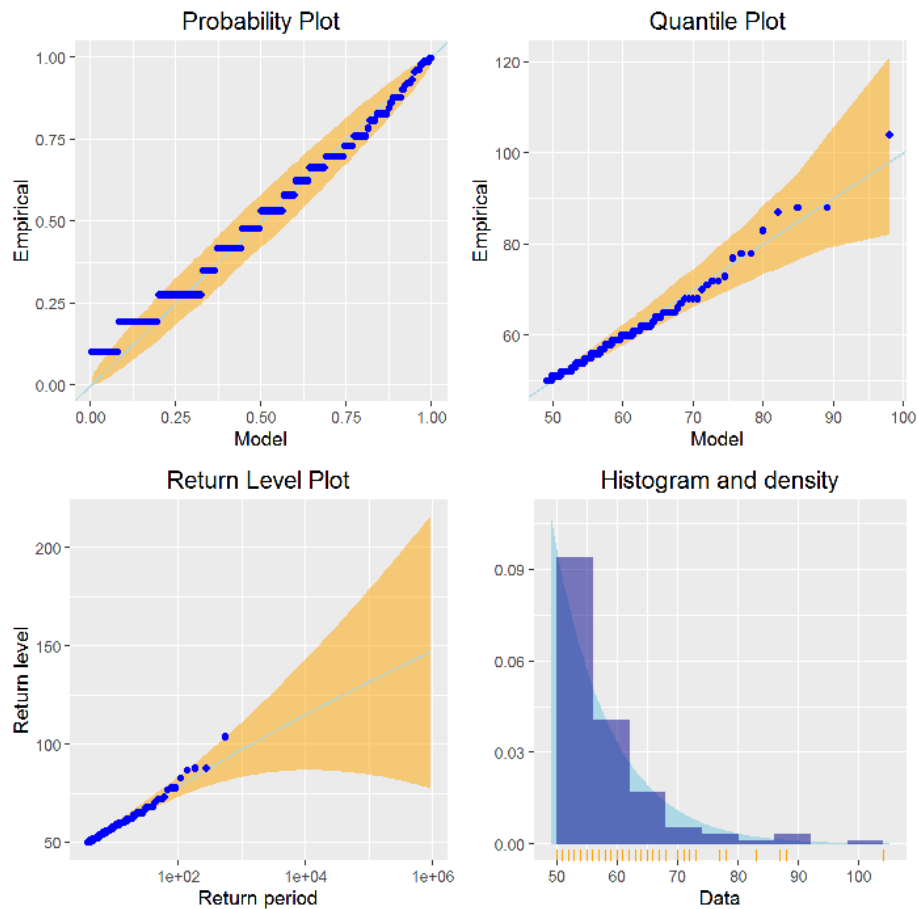 Probability Plot
1.00
0.75
0.50
0.25
0.00
Empirical
0.00 0.25 0.50 0.75 1.00
Model
Quantile Plot
120
100
80
60
Empirical
50 60 70 80 90 100
Model
Return Level Plot
200
150
100
50
Return level
1e+02 1e+04 1e+06
Return period
Histogram and density
0.09
0.06
0.03
0.00
50 60 70 80 90 100
Data